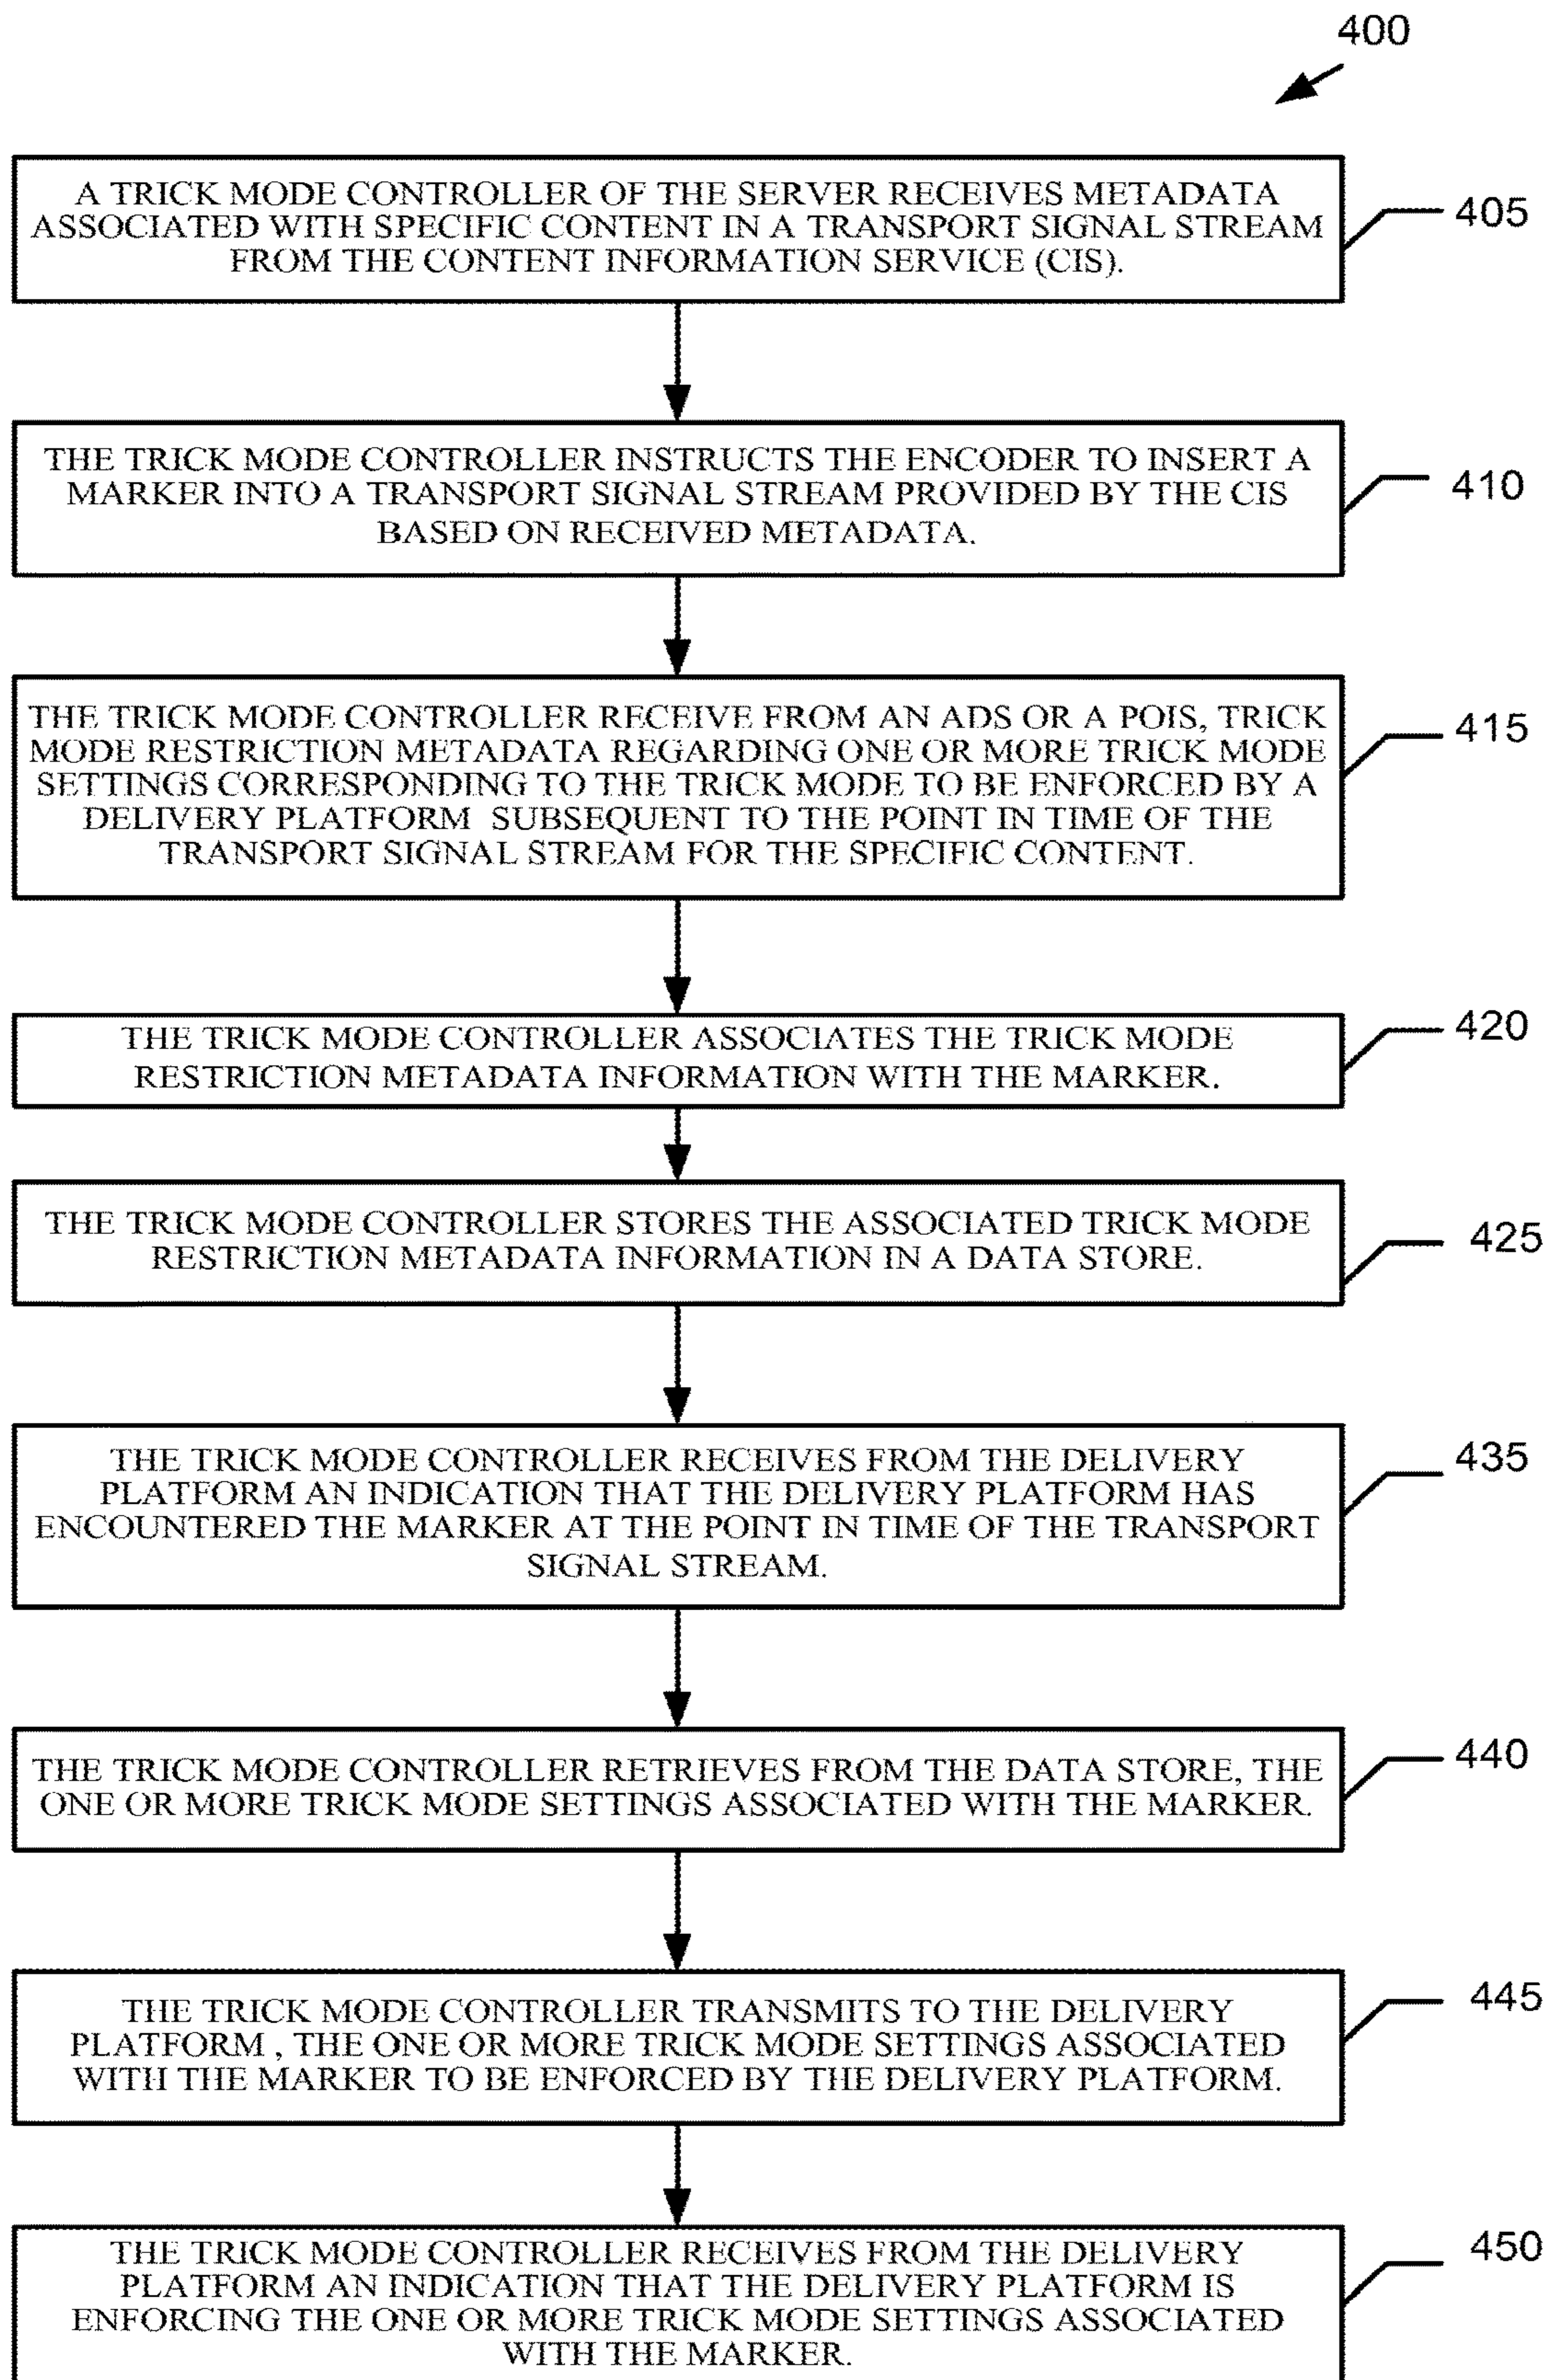 400
A TRICK MODE CONTROLLER OF THE SERVER RECEIVES METADATA
ASSOCIATED WITH SPECIFIC CONTENT IN A TRANSPORT SIGNAL STREAM
FROM THE CONTENT INFORMATION SERVICE (CIS).
405
THE TRICK MODE CONTROLLER INSTRUCTS THE ENCODER TO INSERT A
MARKER INTO A TRANSPORT SIGNAL STREAM PROVIDED BY THE CIS
BASED ON RECEIVED METADATA.
410
THE TRICK MODE CONTROLLER RECEIVE FROM AN ADS OR A POIS, TRICK
MODE RESTRICTION METADATA REGARDING ONE OR MORE TRICK MODE
SETTINGS CORRESPONDING TO THE TRICK MODE TO BE ENFORCED BY A
DELIVERY PLATFORM SUBSEQUENT TO THE POINT IN TIME OF THE
TRANSPORT SIGNAL STREAM FOR THE SPECIFIC CONTENT.
415
THE TRICK MODE CONTROLLER ASSOCIATES THE TRICK MODE
RESTRICTION METADATA INFORMATION WITH THE MARKER.
420
THE TRICK MODE CONTROLLER STORES THE ASSOCIATED TRICK MODE
RESTRICTION METADATA INFORMATION IN A DATA STORE.
425
THE TRICK MODE CONTROLLER RECEIVES FROM THE DELIVERY
PLATFORM AN INDICATION THAT THE DELIVERY PLATFORM HAS
ENCOUNTERED THE MARKER AT THE POINT IN TIME OF THE TRANSPORT
SIGNAL STREAM.
435
THE TRICK MODE CONTROLLER RETRIEVES FROM THE DATA STORE, THE
ONE OR MORE TRICK MODE SETTINGS ASSOCIATED WITH THE MARKER.
440
THE TRICK MODE CONTROLLER TRANSMITS TO THE DELIVERY
PLATFORM , THE ONE OR MORE TRICK MODE SETTINGS ASSOCIATED
WITH THE MARKER TO BE ENFORCED BY THE DELIVERY PLATFORM.
445
THE TRICK MODE CONTROLLER RECEIVES FROM THE DELIVERY
PLATFORM AN INDICATION THAT THE DELIVERY PLATFORM IS
ENFORCING THE ONE OR MORE TRICK MODE SETTINGS ASSOCIATED
WITH THE MARKER.
450